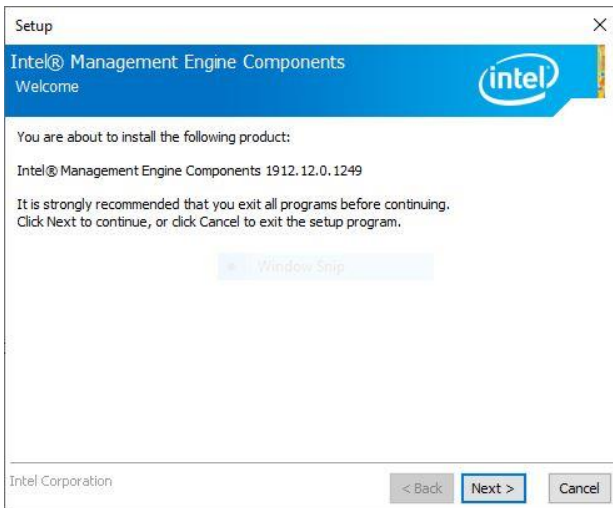 Setup
Intel® Management Engine Components
Welcome
intel
You are about to install the following product:
Intel® Management Engine Components 1912.12.0.1249
It is strongly recommended that you exit all programs before continuing.
Click Next to continue, or click Cancel to exit the setup program.
Window Snip
Intel Corporation
< Back
Next >
Cancel